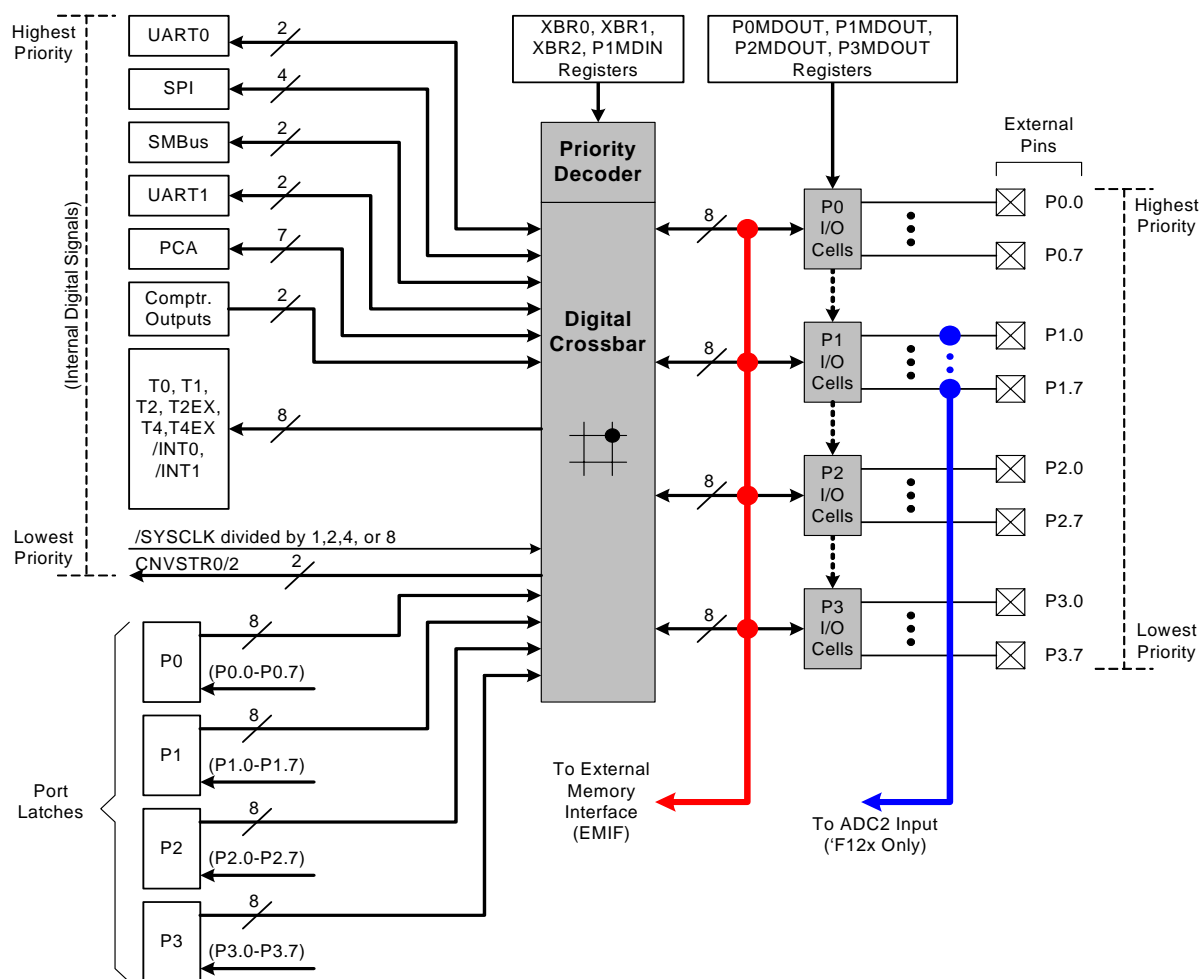 Highest
Priority
UART0
2
SPI
4
SMBus
2
UART1
2
PCA
7
Comptr.
Outputs
2
T0, T1,
T2, T2EX,
T4,T4EX
/INT0,
/INT1
8
(Internal Digital Signals)
Lowest
Priority
/SYSCLK divided by 1,2,4, or 8
CNVSTR0/2
2
Port
Latches
P0
8
(P0.0-P0.7)
P1
8
(P1.0-P1.7)
P2
8
(P2.0-P2.7)
P3
8
(P3.0-P3.7)
XBR0, XBR1,
XBR2, P1MDIN
Registers
Priority
Decoder
Digital
Crossbar
P0MDOUT, P1MDOUT,
P2MDOUT, P3MDOUT
Registers
External
Pins
8
P0
I/O
Cells
P0.0
P0.7
8
P1
I/O
Cells
P1.0
P1.7
8
P2
I/O
Cells
P2.0
P2.7
8
P3
I/O
Cells
P3.0
P3.7
Highest
Priority
Lowest
Priority
To External
Memory
Interface
(EMIF)
To ADC2 Input
('F12x Only)